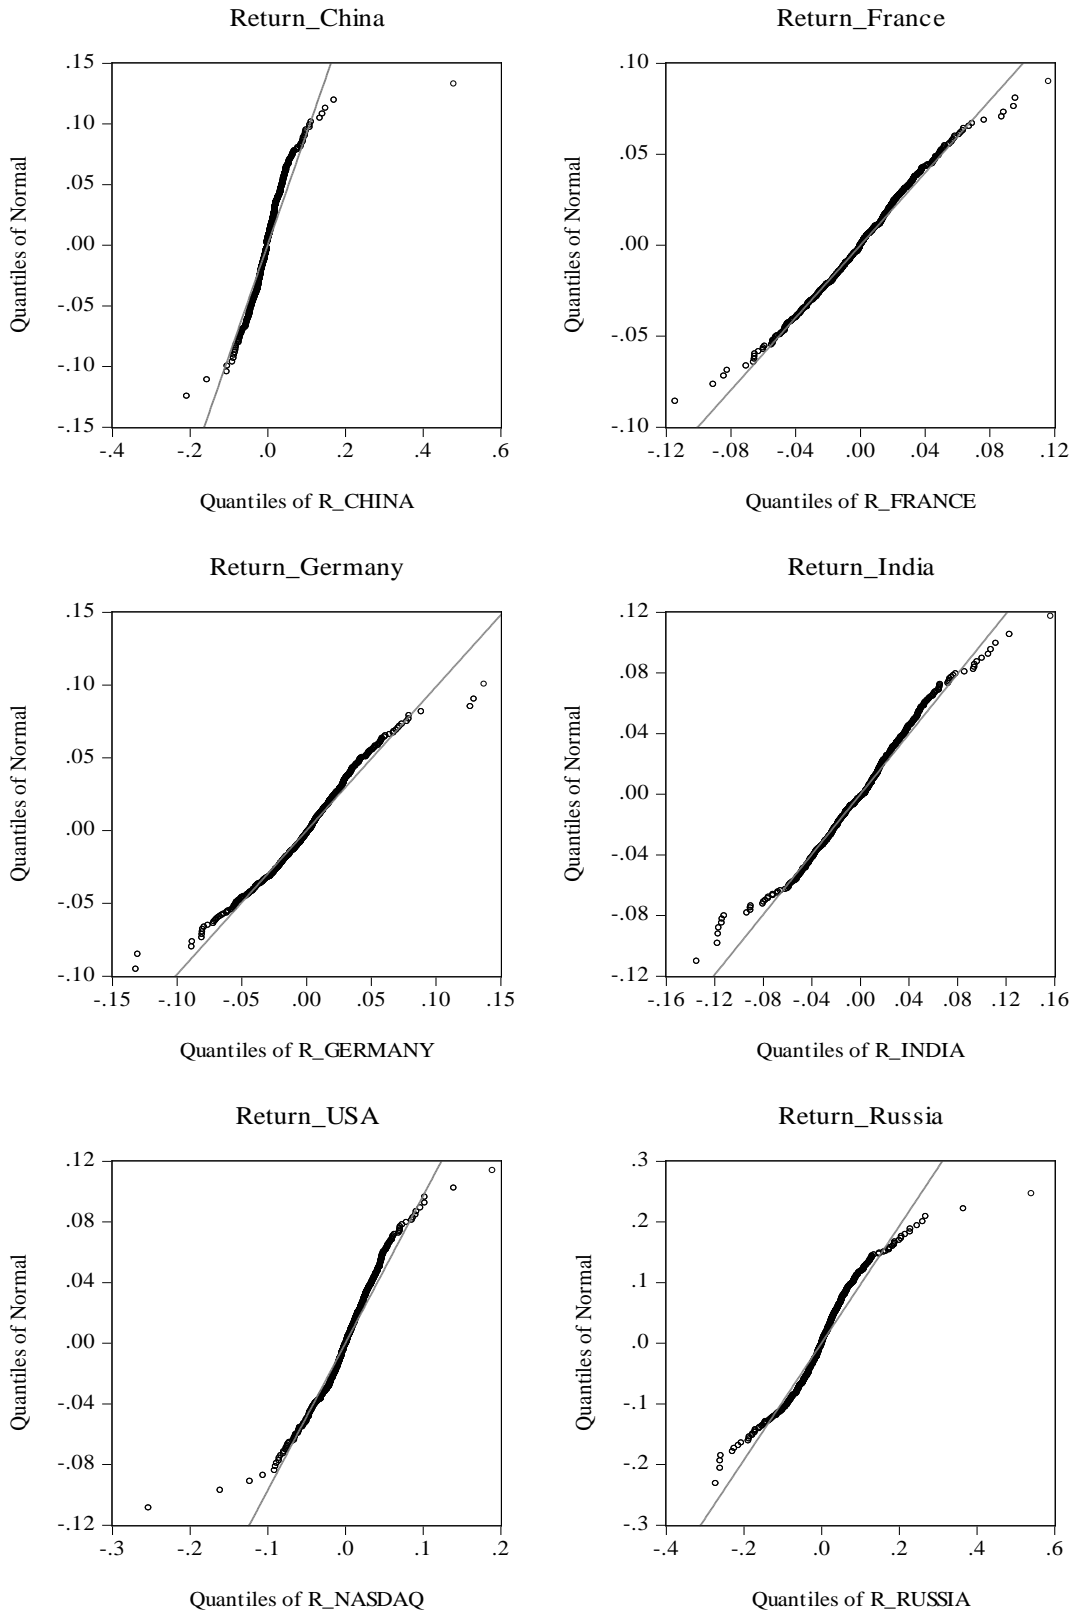 Return_China
Return_France
.15
.10
.05
.00
-.05
-.10
-.15
Quantiles of Normal
-.4 -.2 .0 .2 .4 .6
Quantiles of R_CHINA
.10
.05
.00
-.05
-.10
Quantiles of Normal
-.12 -.08 -.04 .00 .04 .08 .12
Quantiles of R_FRANCE
Return_Germany
Return_India
.15
.10
.05
.00
-.05
-.10
Quantiles of Normal
-.15 -.10 -.05 .00 .05 .10 .15
Quantiles of R_GERMANY
.12
.08
.04
.00
-.04
-.08
-.12
Quantiles of Normal
-.16 -.12 -.08 -.04 .00 .04 .08 .12 .16
Quantiles of R_INDIA
Return_USA
Return_Russia
.12
.08
.04
.00
-.04
-.08
-.12
Quantiles of Normal
-.3 -.2 -.1 .0 .1 .2
Quantiles of R_NASDAQ
.3
.2
.1
.0
-.1
-.2
-.3
Quantiles of Normal
-.4 -.2 .0 .2 .4 .6
Quantiles of R_RUSSIA